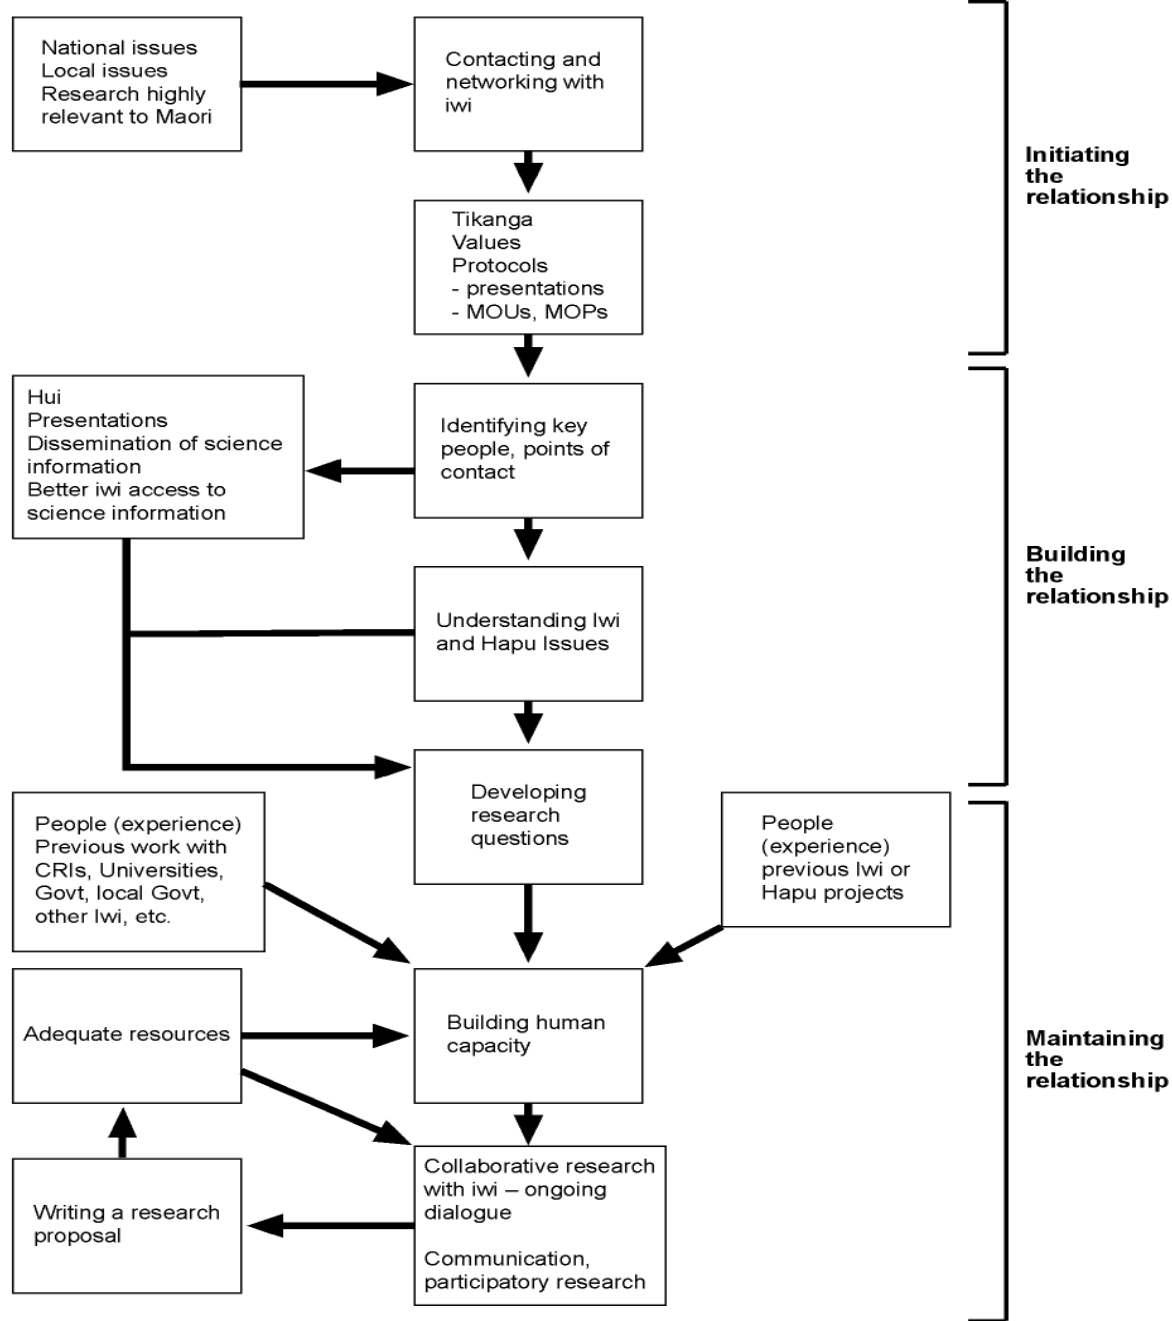 National issues
Local issues
Research highly
relevant to Maori
Contacting and
networking with
iwi
Initiating
the
relationship
Tikanga
Values
Protocols
- presentations
- MOUs, MOPs
Hui
Presentations
Dissemination of science
information
Better iwi access to
science information
Identifying key
people, points of
contact
Building
the
relationship
Understanding Iwi
and Hapu Issues
Developing
research
questions
People (experience)
Previous work with
CRIs, Universities,
Govt, local Govt,
other Iwi, etc.
People
(experience)
previous Iwi or
Hapu projects
Adequate resources
Building human
capacity
Maintaining
the
relationship
Writing a research
proposal
Collaborative research
with iwi – ongoing
dialogue
Communication,
participatory research